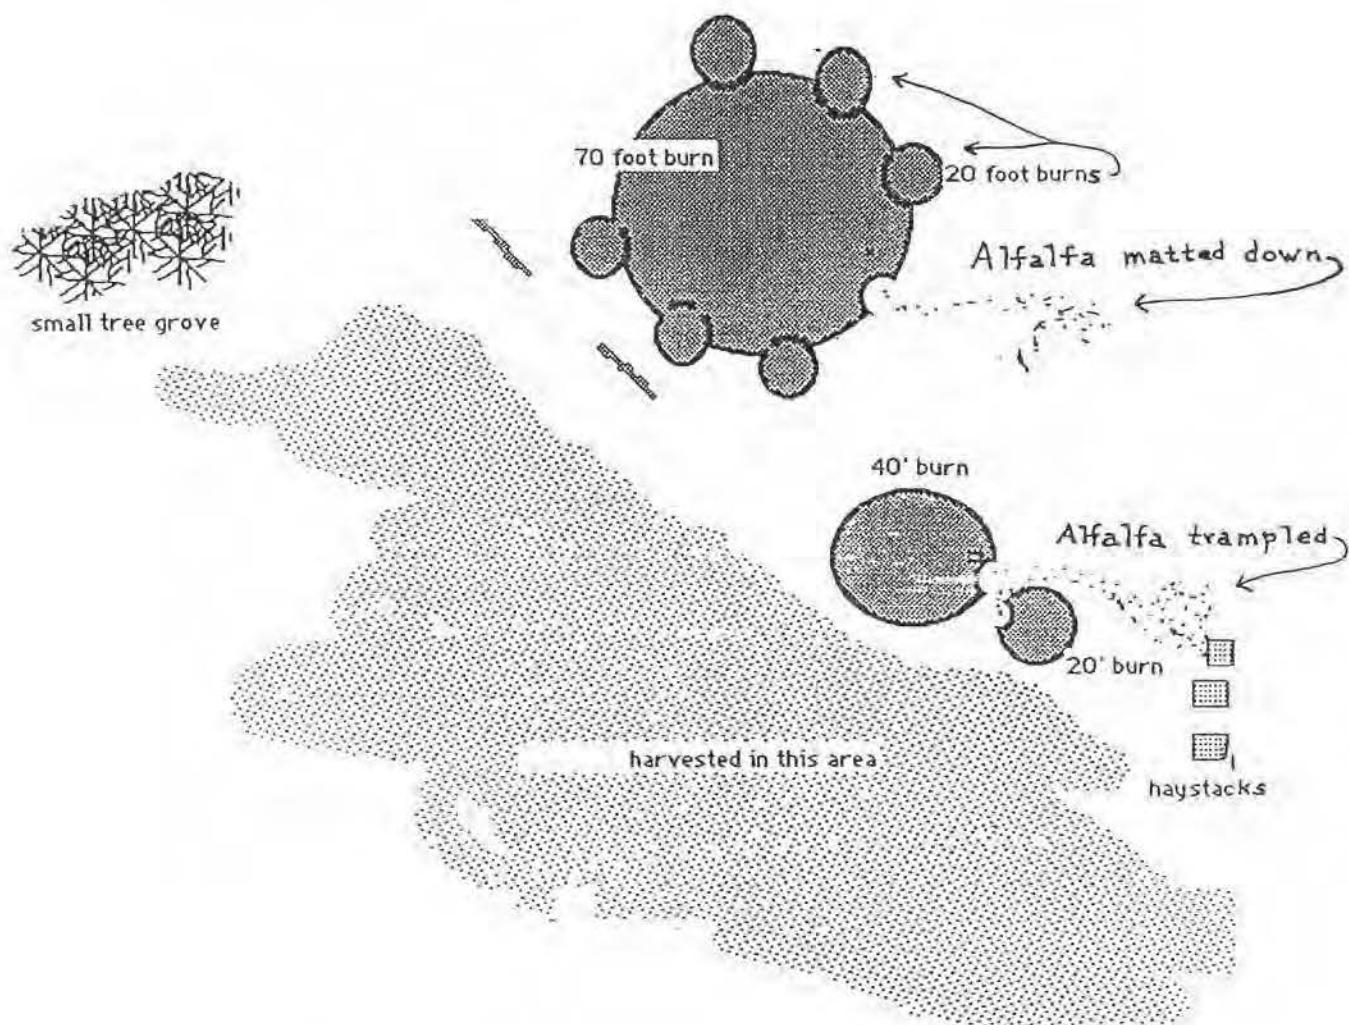 70 foot burn
20 foot burns
Alfalfa matted down
small tree grove
40' burn
Alfalfa trampled
20' burn
harvested in this area
haystacks